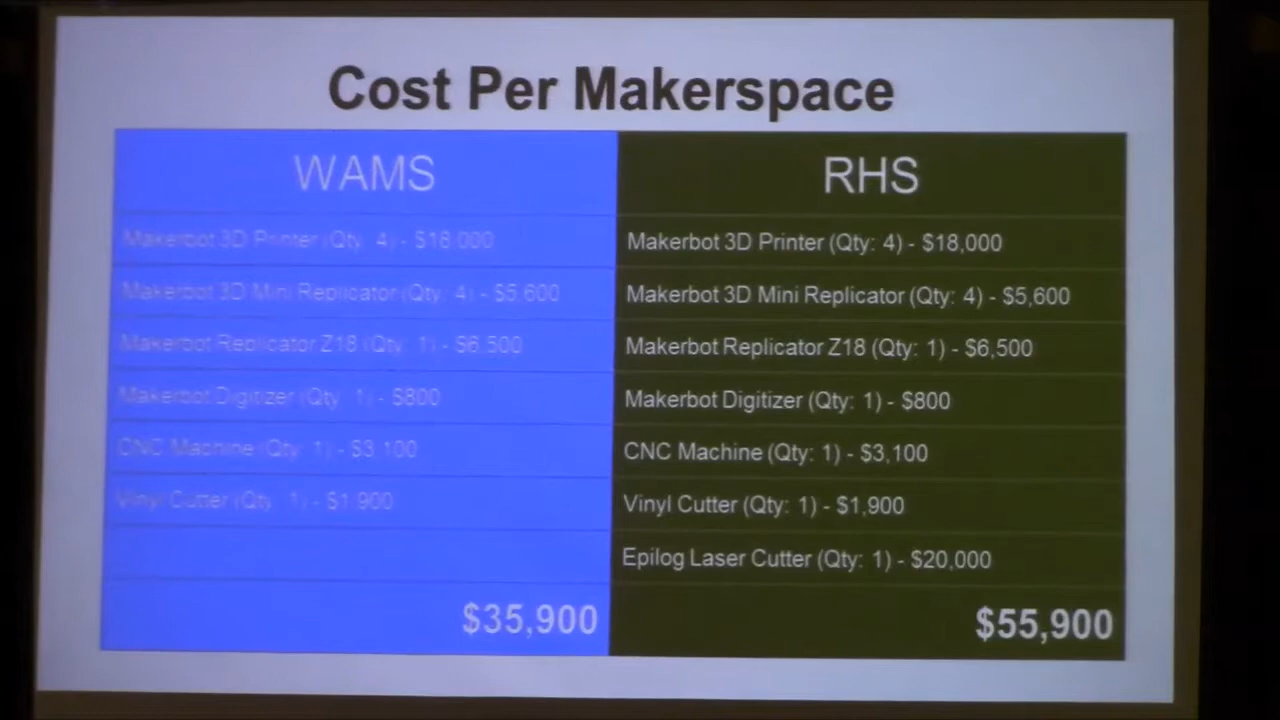 Cost Per Makerspace
WAMS
Makerbot 3D Printer (Qty: 4) - $18,000
Makerbot 3D Mini Replicator (Qty: 4) - $5,600
Makerbot Replicator Z18 (Qty: 1) - $6,500
Makerbot Digitizer (Qty: 1) - $800
CNC Machine (Qty: 1) - $3,100
Vinyl Cutter (Qty: 1) - $1,900
$35,900
RHS
Makerbot 3D Printer (Qty: 4) - $18,000
Makerbot 3D Mini Replicator (Qty: 4) - $5,600
Makerbot Replicator Z18 (Qty: 1) - $6,500
Makerbot Digitizer (Qty: 1) - $800
CNC Machine (Qty: 1) - $3,100
Vinyl Cutter (Qty: 1) - $1,900
Epilog Laser Cutter (Qty: 1) - $20,000
$55,900